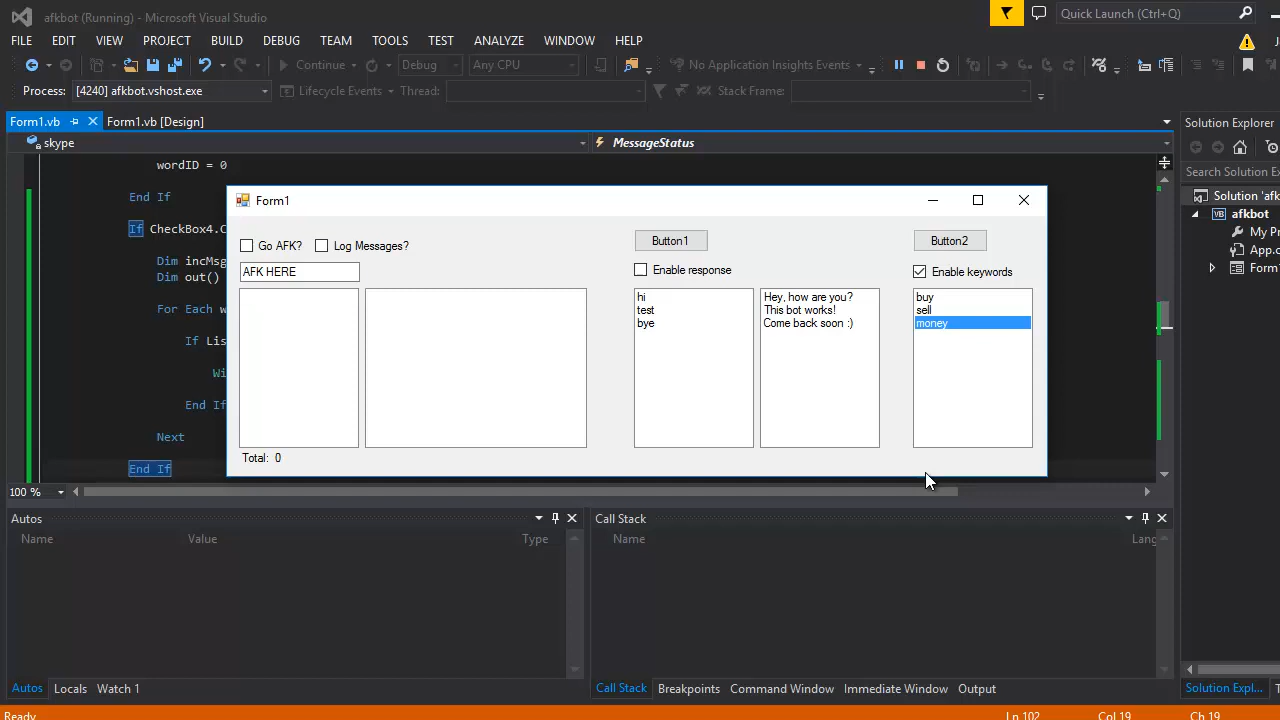 afkbot (Running) - Microsoft Visual Studio
Quick Launch (Ctrl+Q)
FILE EDIT VIEW PROJECT BUILD DEBUG TEAM TOOLS TEST ANALYZE WINDOW HELP
Continue Debug Any CPU No Application Insights Events
Process: [4240] afkbot.vshost.exe Lifecycle Events Thread: Stack Frame:
Form1.vb Form1.vb [Design]
Solution Explorer
skype MessageStatus
wordID = 0
Search Solution Ex
End If
Solution 'af
Form1
afkbot
If CheckBox4.C
My Pr
Go AFK? Log Messages?
Button1
Button2
App.c
Dim incMsg
AFK HERE
Enable response
Enable keywords
Form
Dim out()
hi
test
bye
Hey, how are you?
This bot works!
Come back soon :)
buy
sell
money
For Each w
If Lis
Wi
End If
Next
Total: 0
End If
100 %
Autos
Call Stack
Name Value Type
Name Lang
Autos Locals Watch 1
Call Stack Breakpoints Command Window Immediate Window Output
Solution Expl...
Ready
Ln 102 Col 19 Ch 19